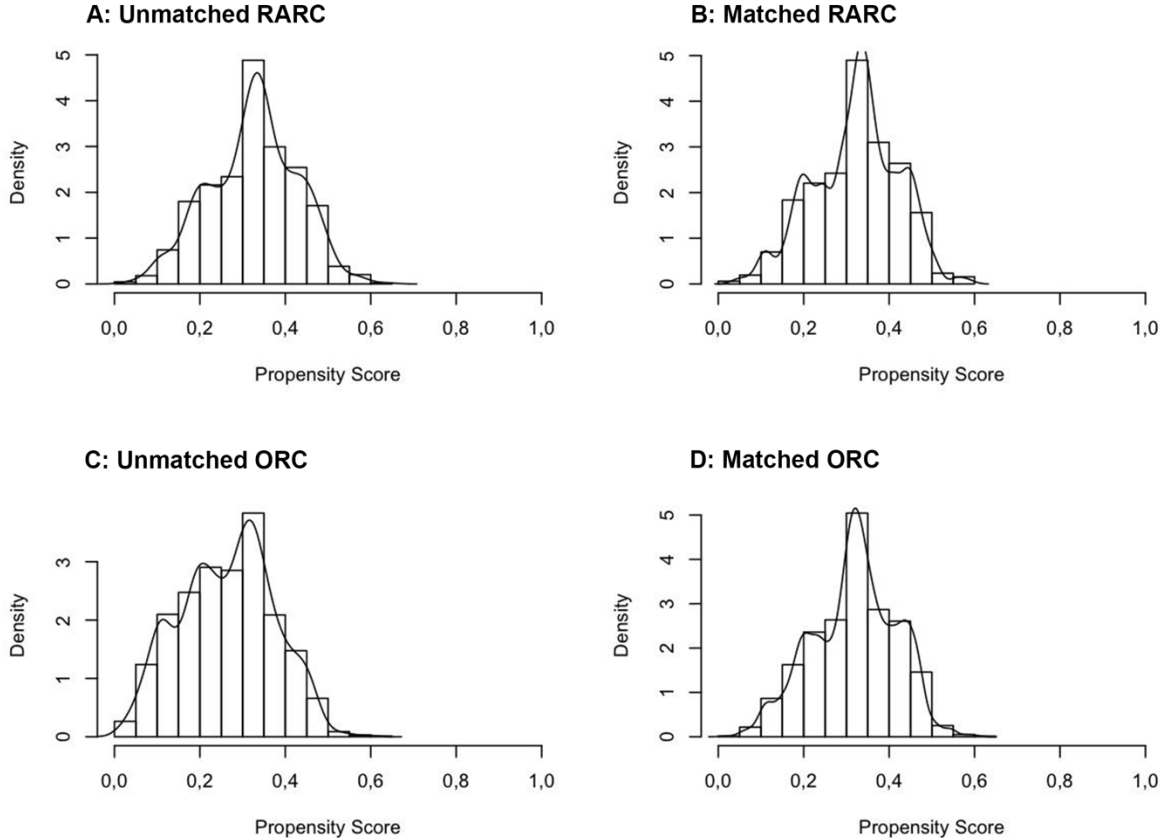 A: Unmatched RARC
Density
5
4
3
2
1
0
0,0 0,2 0,4 0,6 0,8 1,0
Propensity Score
B: Matched RARC
Density
5
4
3
2
1
0
0,0 0,2 0,4 0,6 0,8 1,0
Propensity Score
C: Unmatched ORC
Density
3
2
1
0
0,0 0,2 0,4 0,6 0,8 1,0
Propensity Score
D: Matched ORC
Density
5
4
3
2
1
0
0,0 0,2 0,4 0,6 0,8 1,0
Propensity Score